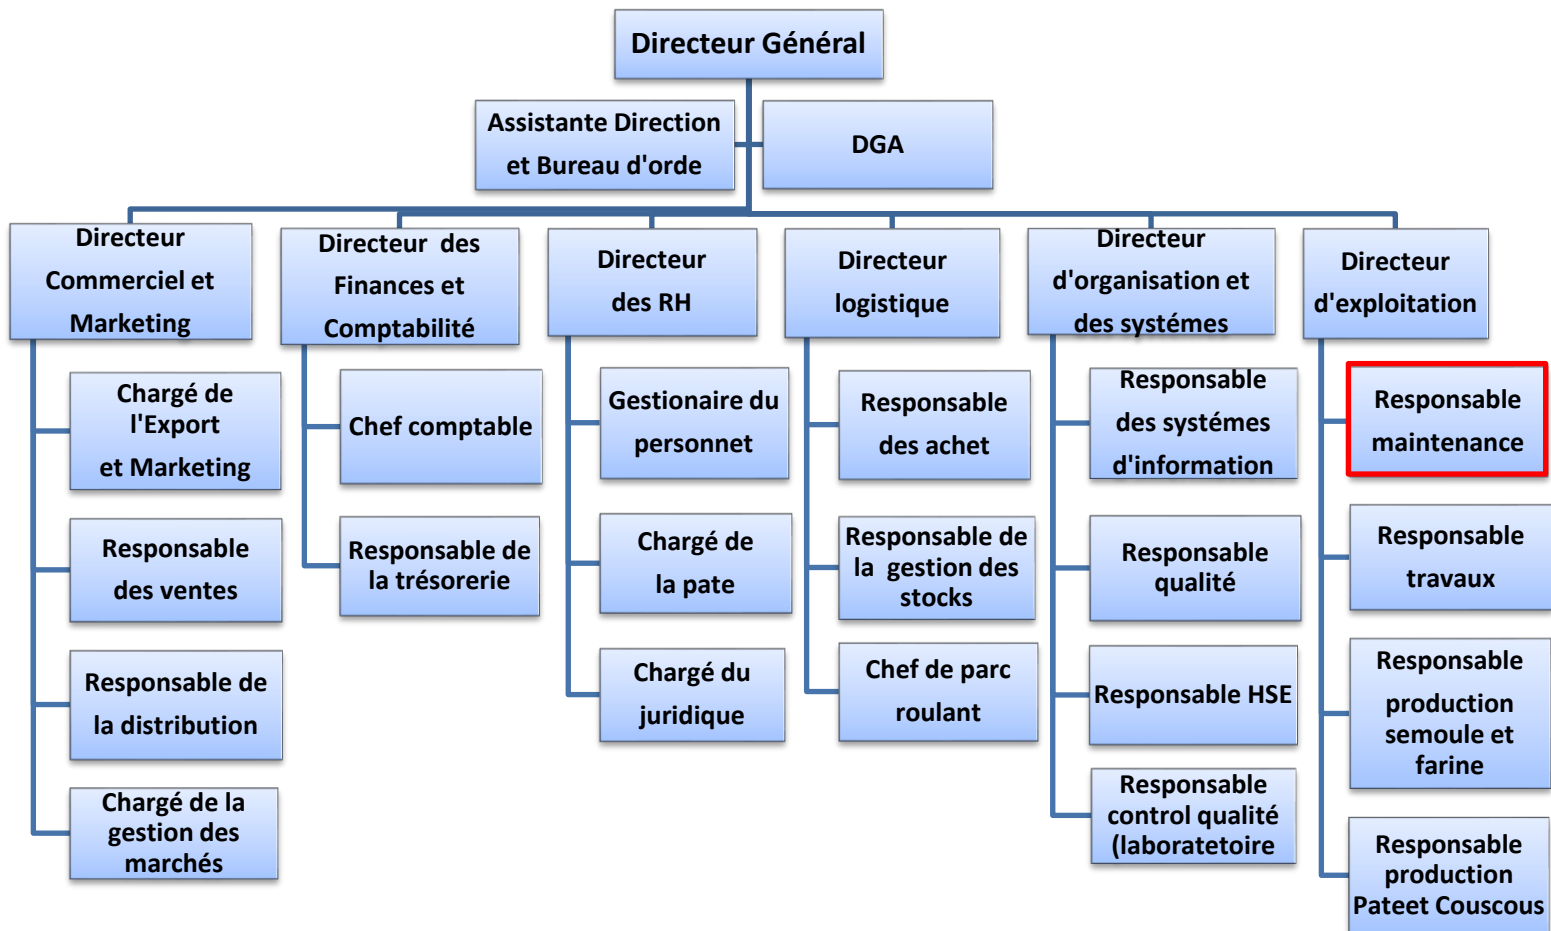 Directeur Général
Assistante Direction
et Bureau d'orde
DGA
Directeur
Commercial et
Marketing
Directeur des
Finances et
Comptabilité
Directeur
des RH
Directeur
logistique
Directeur
d'organisation et
des systémes
Directeur
d'exploitation
Chargé de
l'Export
et Marketing
Responsable
des ventes
Responsable de
la distribution
Chargé de la
gestion des
marchés
Chef comptable
Responsable de
la trésorerie
Gestionaire du
personnet
Chargé de
la pate
Chargé du
juridique
Responsable
des achet
Responsable de
la gestion des
stocks
Chef de parc
roulant
Responsable
des systémes
d'information
Responsable
qualité
Responsable HSE
Responsable
control qualité
(laboratetoire
Responsable
maintenance
Responsable
travaux
Responsable
production
semoule et
farine
Responsable
production
Pateet Couscous